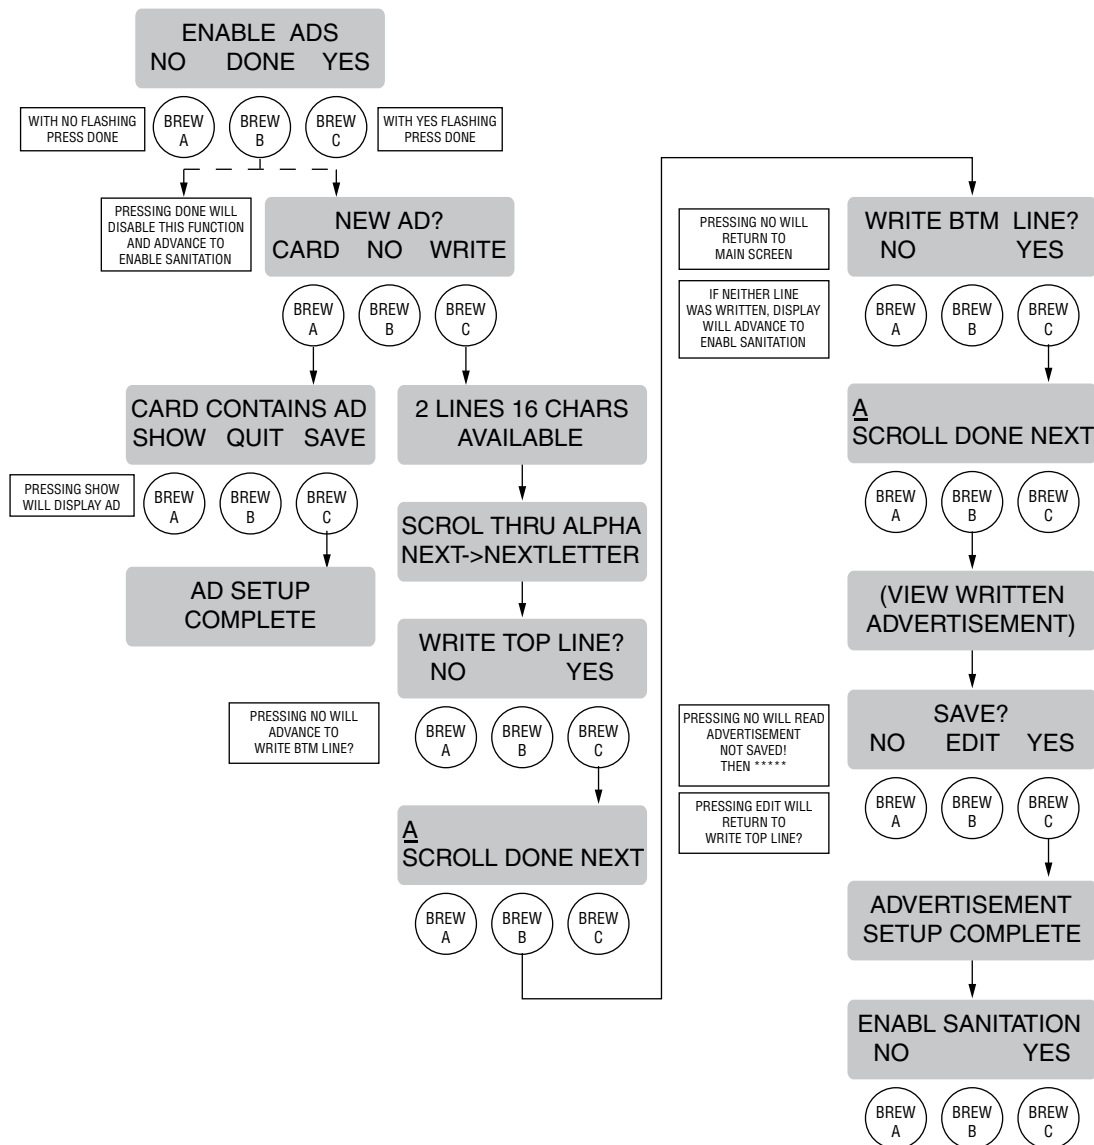 ENABLE ADS
NO DONE YES
WITH NO FLASHING
PRESS DONE
BREW
A
BREW
B
BREW
C
WITH YES FLASHING
PRESS DONE
PRESSING DONE WILL
DISABLE THIS FUNCTION
AND ADVANCE TO
ENABLE SANITATION
NEW AD?
CARD NO WRITE
BREW
A
BREW
B
BREW
C
CARD CONTAINS AD
SHOW QUIT SAVE
PRESSING SHOW
WILL DISPLAY AD
BREW
A
BREW
B
BREW
C
AD SETUP
COMPLETE
2 LINES 16 CHARS
AVAILABLE
SCROL THRU ALPHA
NEXT->NEXTLETTER
WRITE TOP LINE?
NO YES
PRESSING NO WILL
ADVANCE TO
WRITE BTM LINE?
BREW
A
BREW
B
BREW
C
A
SCROLL DONE NEXT
BREW
A
BREW
B
BREW
C
PRESSING NO WILL
RETURN TO
MAIN SCREEN
WRITE BTM LINE?
NO YES
IF NEITHER LINE
WAS WRITTEN, DISPLAY
WILL ADVANCE TO
ENABL SANITATION
BREW
A
BREW
B
BREW
C
A
SCROLL DONE NEXT
BREW
A
BREW
B
BREW
C
(VIEW WRITTEN
ADVERTISEMENT)
PRESSING NO WILL READ
ADVERTISEMENT
NOT SAVED!
THEN *****
SAVE?
NO EDIT YES
PRESSING EDIT WILL
RETURN TO
WRITE TOP LINE?
BREW
A
BREW
B
BREW
C
ADVERTISEMENT
SETUP COMPLETE
ENABL SANITATION
NO YES
BREW
A
BREW
B
BREW
C